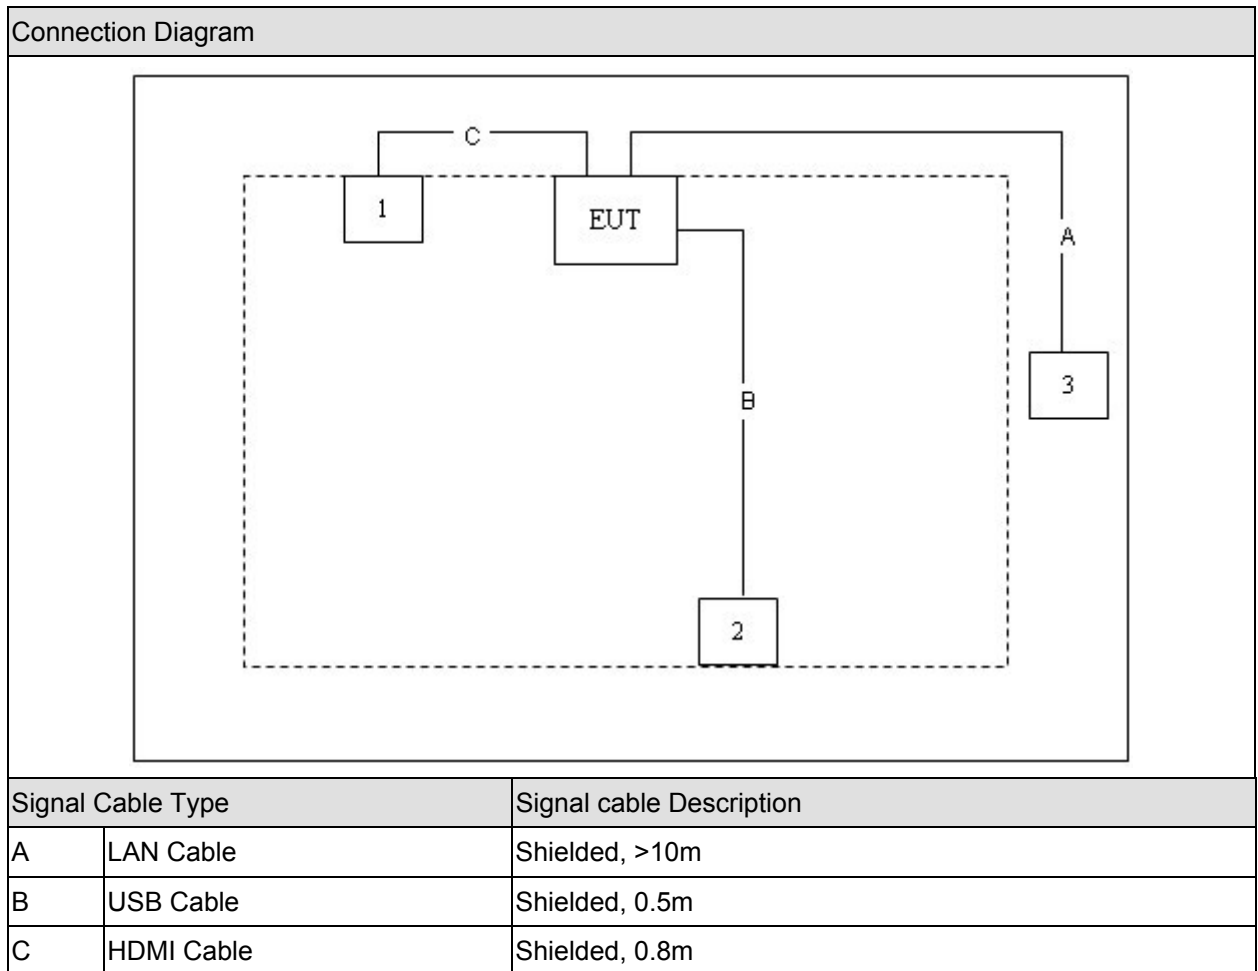 Connection Diagram
C
1
EUT
A
3
B
2
Signal Cable Type Signal cable Description
A LAN Cable Shielded, >10m
B USB Cable Shielded, 0.5m
C HDMI Cable Shielded, 0.8m